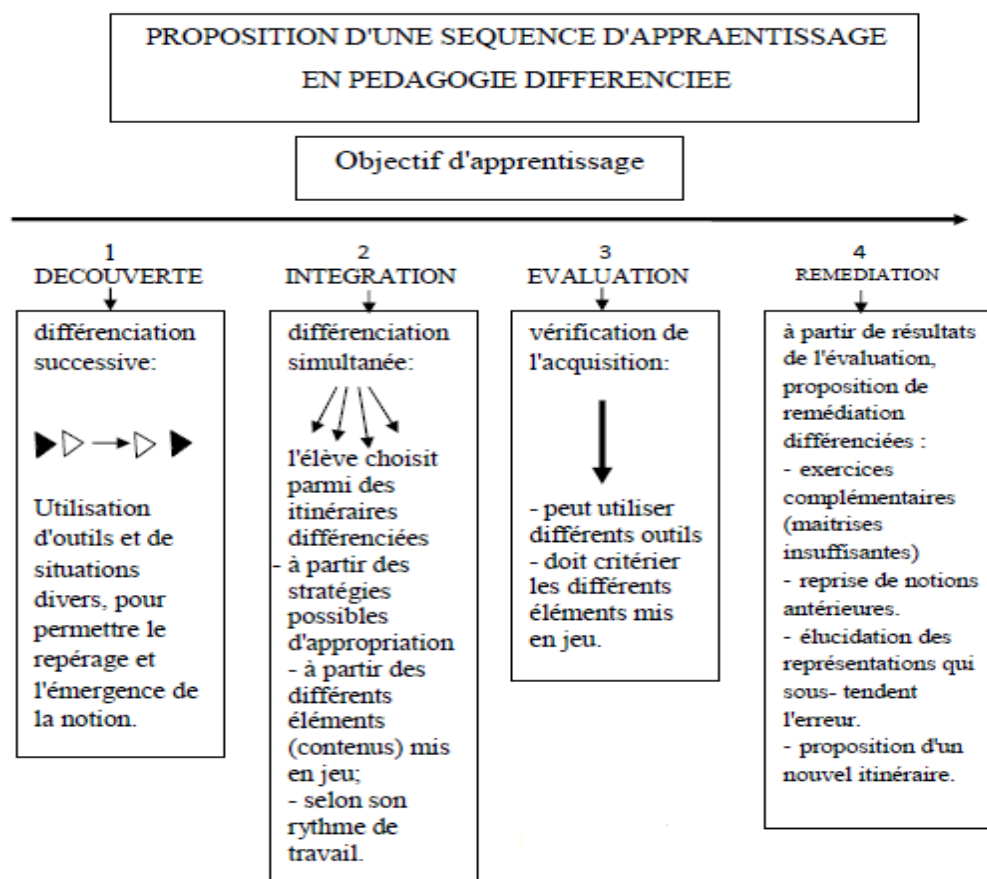 PROPOSITION D'UNE SEQUENCE D'APPRAENTISSAGE
EN PEDAGOGIE DIFFERENCIEE
Objectif d'apprentissage
1
DECOUVERTE
différenciation
successive:
Utilisation
d'outils et de
situations
divers, pour
permettre le
repérage et
l'émergence de
la notion.
2
INTEGRATION
différenciation
simultanée:
l'élève choisit
parmi des
itinéraires
différenciées
- à partir des
stratégies
possibles
d'appropriation
- à partir des
différents
éléments
(contenus) mis
en jeu;
- selon son
rythme de
travail.
3
EVALUATION
vérification de
l'acquisition:
- peut utiliser
différents outils
- doit critérier
les différents
éléments mis
en jeu.
4
REMEDIATION
à partir de résultats
de l'évaluation,
proposition de
remédiation
différenciées :
- exercices
complémentaires
(maitrises
insuffisantes)
- reprise de notions
antérieures.
- élucidation des
représentations qui
sous- tendent
l'erreur.
- proposition d'un
nouvel itinéraire.